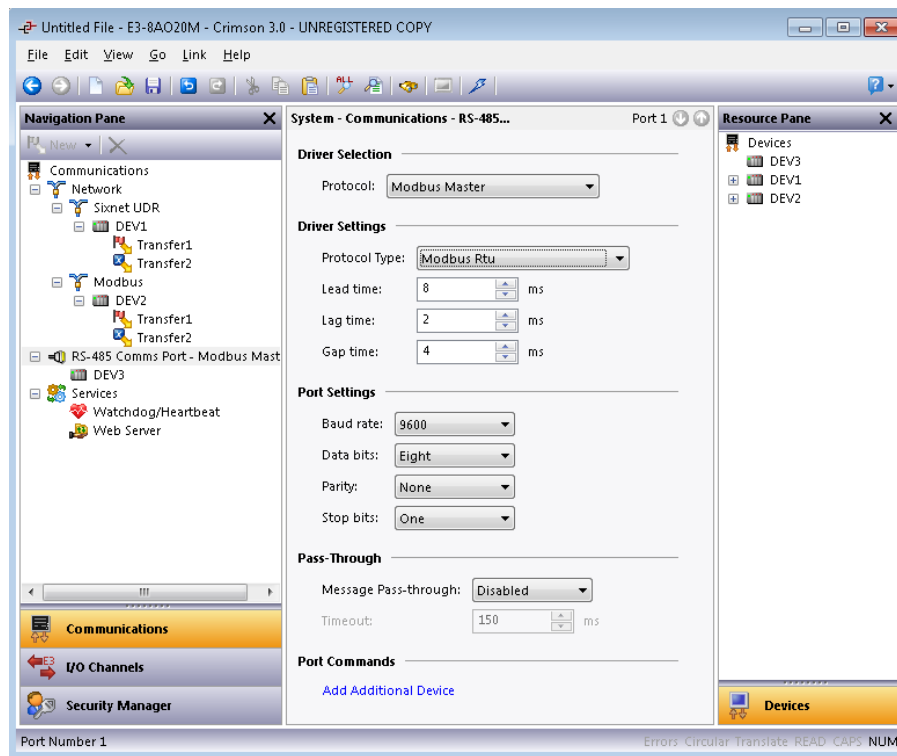 Untitled File - E3-8AO20M - Crimson 3.0 - UNREGISTERED COPY
File Edit View Go Link Help
ALL
Navigation Pane
New
Communications
Network
Sixnet UDR
DEV1
Transfer1
Transfer2
Modbus
DEV2
Transfer1
Transfer2
RS-485 Comms Port - Modbus Mast
DEV3
Services
Watchdog/Heartbeat
Web Server
Communications
E3
I/O Channels
Security Manager
System - Communications - RS-485... Port 1
Driver Selection
Protocol: Modbus Master
Driver Settings
Protocol Type: Modbus Rtu
Lead time: 8 ms
Lag time: 2 ms
Gap time: 4 ms
Port Settings
Baud rate: 9600
Data bits: Eight
Parity: None
Stop bits: One
Pass-Through
Message Pass-through: Disabled
Timeout: 150 ms
Port Commands
Add Additional Device
Resource Pane
Devices
DEV3
DEV1
DEV2
Devices
Port Number 1
Errors Circular Translate READ CAPS NUM